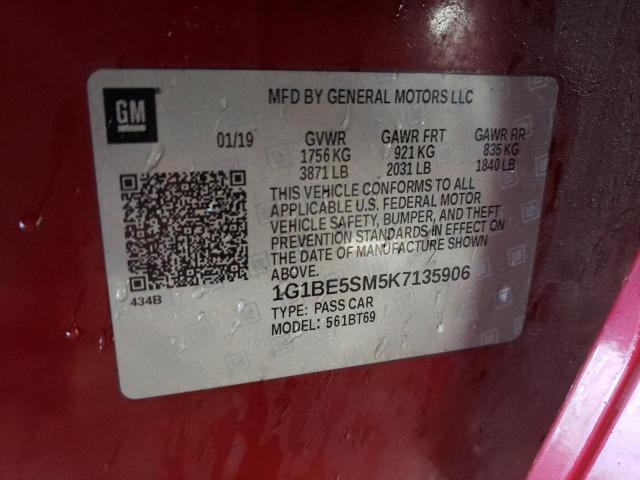 GM
MFD BY GENERAL MOTORS LLC
01/19 GVWR GAWR FRT GAWR RR
1756 KG 921 KG 835 KG
3871 LB 2031 LB 1840 LB
THIS VEHICLE CONFORMS TO ALL
APPLICABLE U.S. FEDERAL MOTOR
VEHICLE SAFETY, BUMPER, AND THEFT
PREVENTION STANDARDS IN EFFECT ON
THE DATE OF MANUFACTURE SHOWN
ABOVE.
434B
1G1BE5SM5K7135906
TYPE: PASS CAR
MODEL: 561BT69